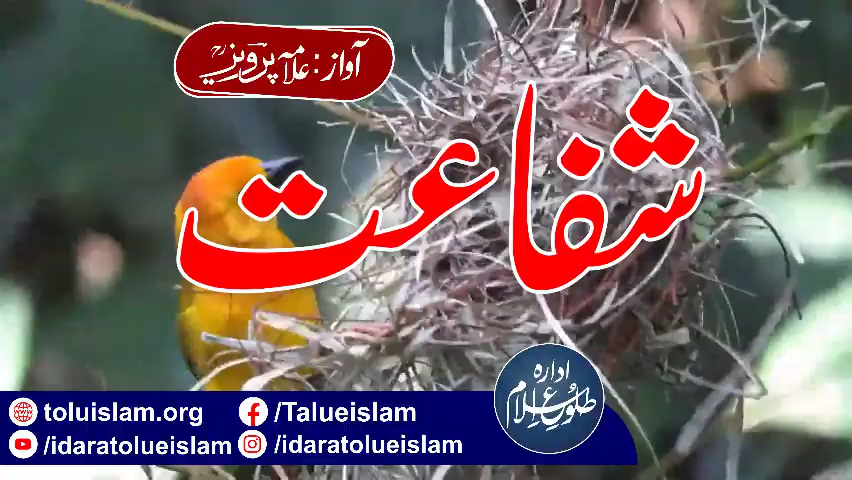 آواز: علامہ پرویزؒ
شفاعت
ادارہ
طلوع اسلام
toluislam.org
/Talueislam
/idaratolueislam
/idaratolueislam